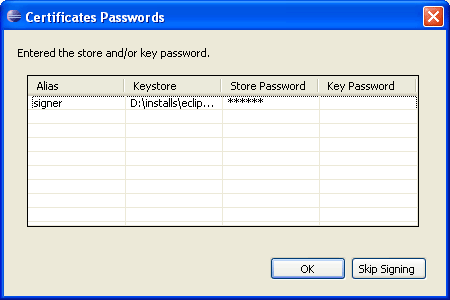 Certificates Passwords
Entered the store and/or key password.
Alias Keystore Store Password Key Password
signer D:\installs\eclip... ******
OK Skip Signing